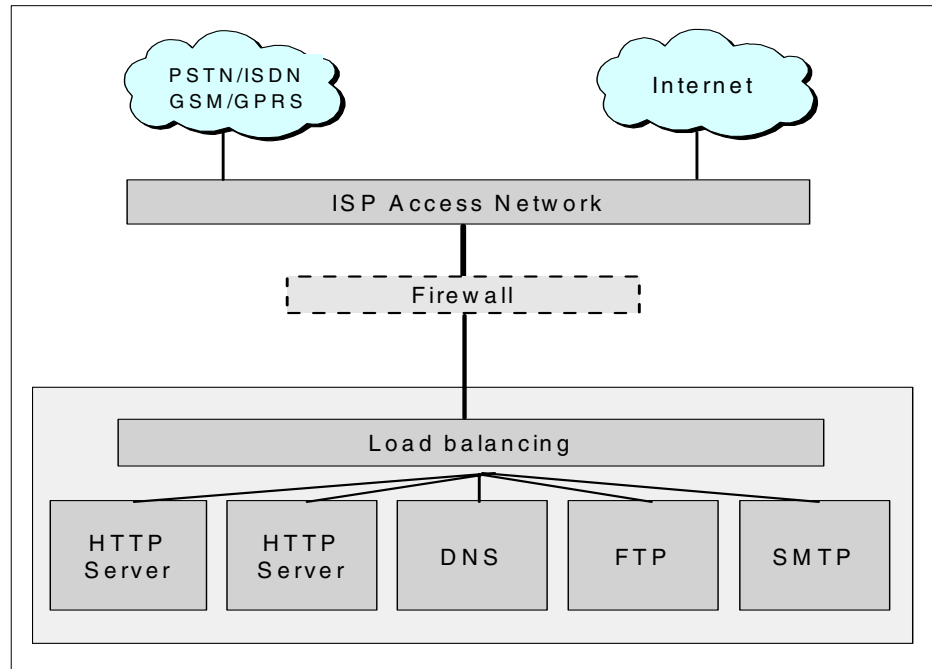 PSTN/ISDN
GSM/GPRS
Internet
ISP Access Network
Firewall
Load balancing
HTTP
Server
HTTP
Server
DNS
FTP
SMTP